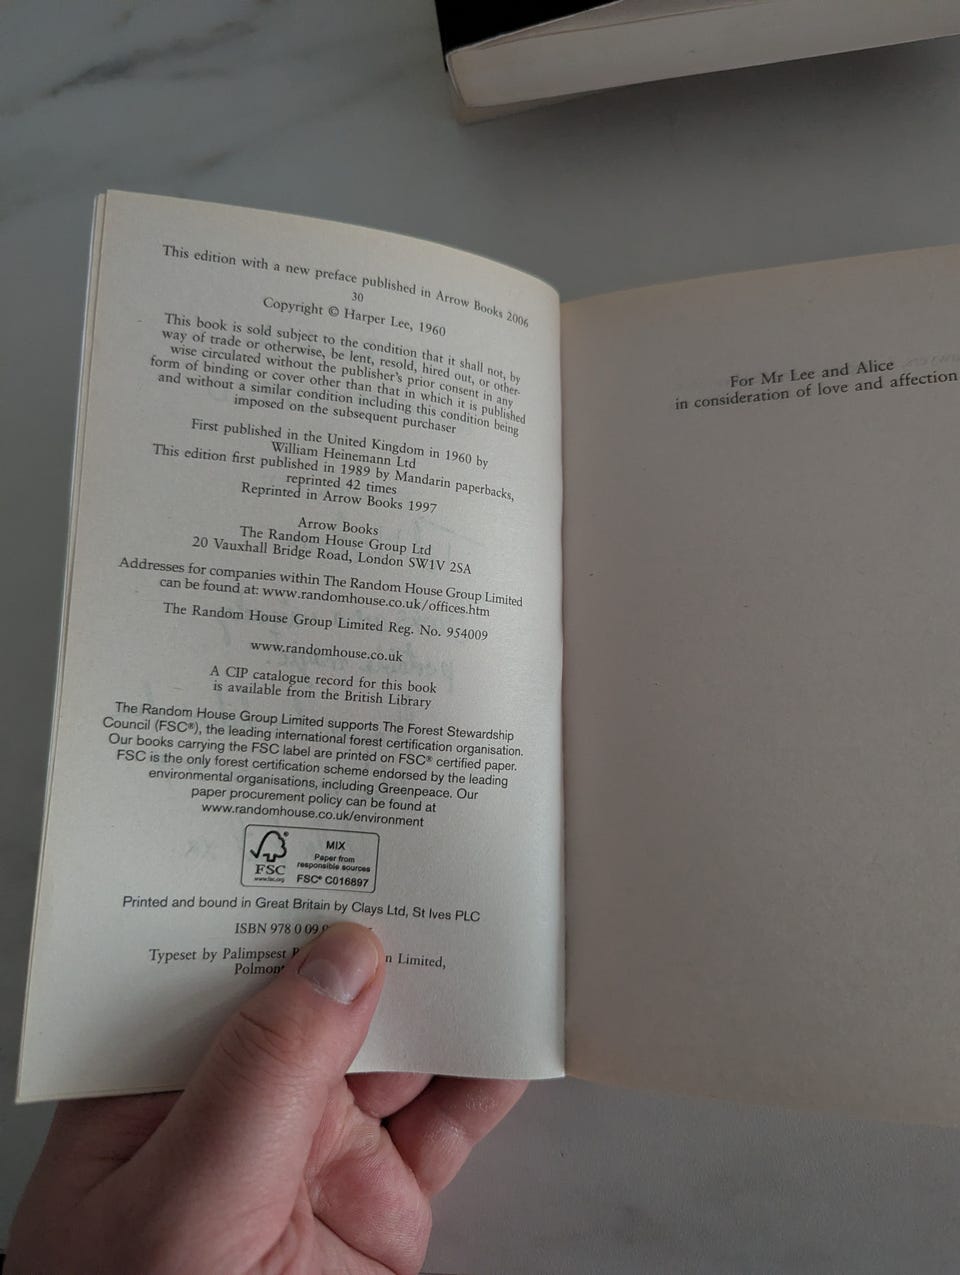 This edition with a new preface published in Arrow Books 2006
30
Copyright © Harper Lee, 1960
This book is sold subject to the condition that it shall not, by
way of trade or otherwise, be lent, resold, hired out, or other-
wise circulated without the publisher's prior consent in any
form of binding or cover other than that in which it is published
and without a similar condition including this condition being
imposed on the subsequent purchaser
First published in the United Kingdom in 1960 by
William Heinemann Ltd
This edition first published in 1989 by Mandarin paperbacks,
reprinted 42 times
Reprinted in Arrow Books 1997
Arrow Books
The Random House Group Ltd
20 Vauxhall Bridge Road, London SW1V 2SA
Addresses for companies within The Random House Group Limited
can be found at: www.randomhouse.co.uk/offices.htm
The Random House Group Limited Reg. No. 954009
www.randomhouse.co.uk
A CIP catalogue record for this book
is available from the British Library
The Random House Group Limited supports The Forest Stewardship
Council (FSC®), the leading international forest certification organisation.
Our books carrying the FSC label are printed on FSC® certified paper.
FSC is the only forest certification scheme endorsed by the leading
environmental organisations, including Greenpeace. Our
paper procurement policy can be found at
www.randomhouse.co.uk/environment
FSC
www.fsc.org
MIX
Paper from
responsible sources
FSC® C016897
Printed and bound in Great Britain by Clays Ltd, St Ives PLC
ISBN 978 0 09
Typeset by Palimpsest Limited,
For Mr Lee and Alice
in consideration of love and affection